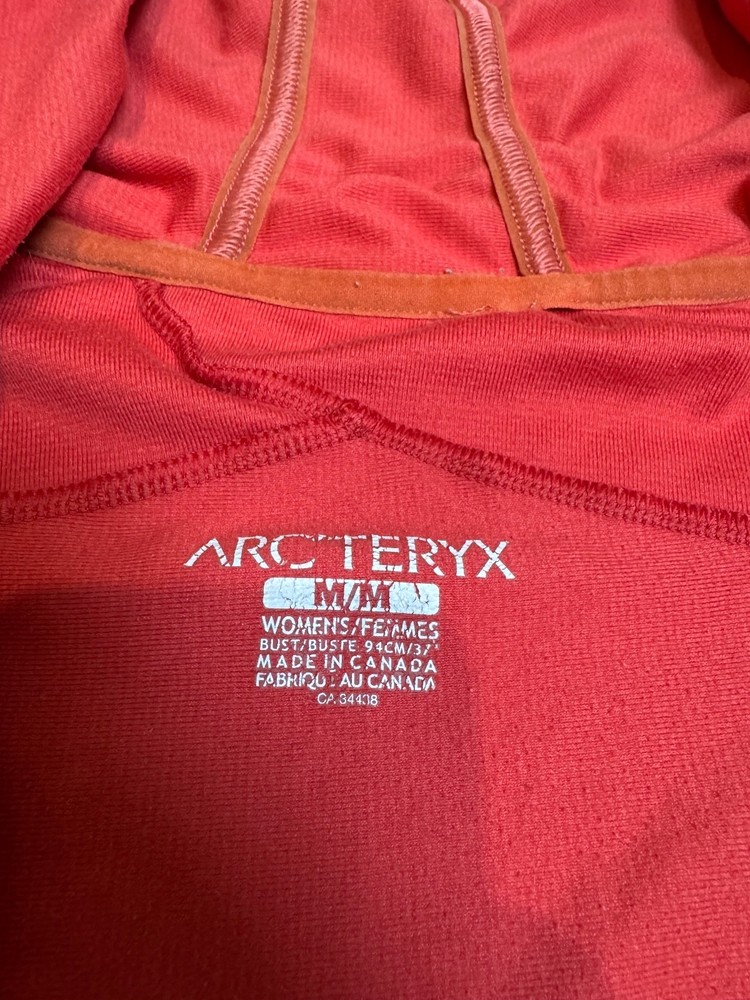 ARC'TERYX
M/M
WOMEN'S/FEMMES
BUST/BUSTE 94CM/37"
MADE IN CANADA
FABRIQUÉ AU CANADA
CA 34438